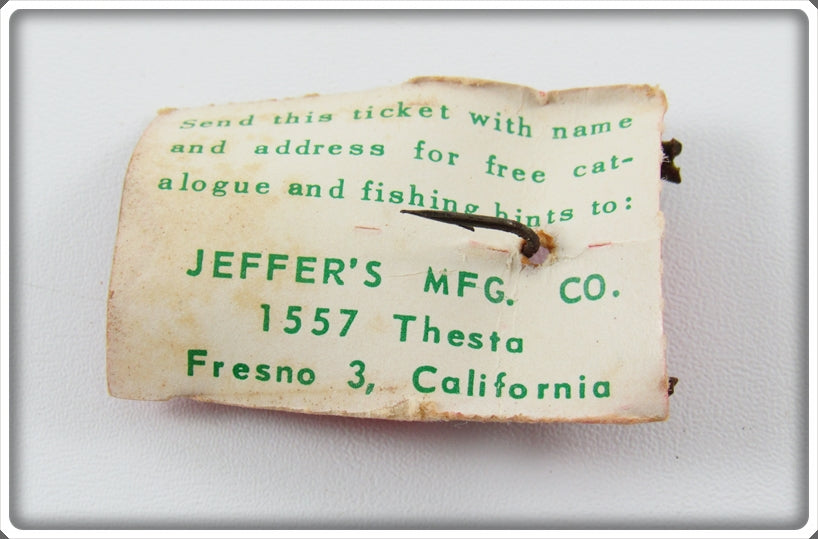 Send this ticket with name
and address for free cat-
alogue and fishing hints to:
JEFFER'S MFG. CO.
1557 Thesta
Fresno 3, California